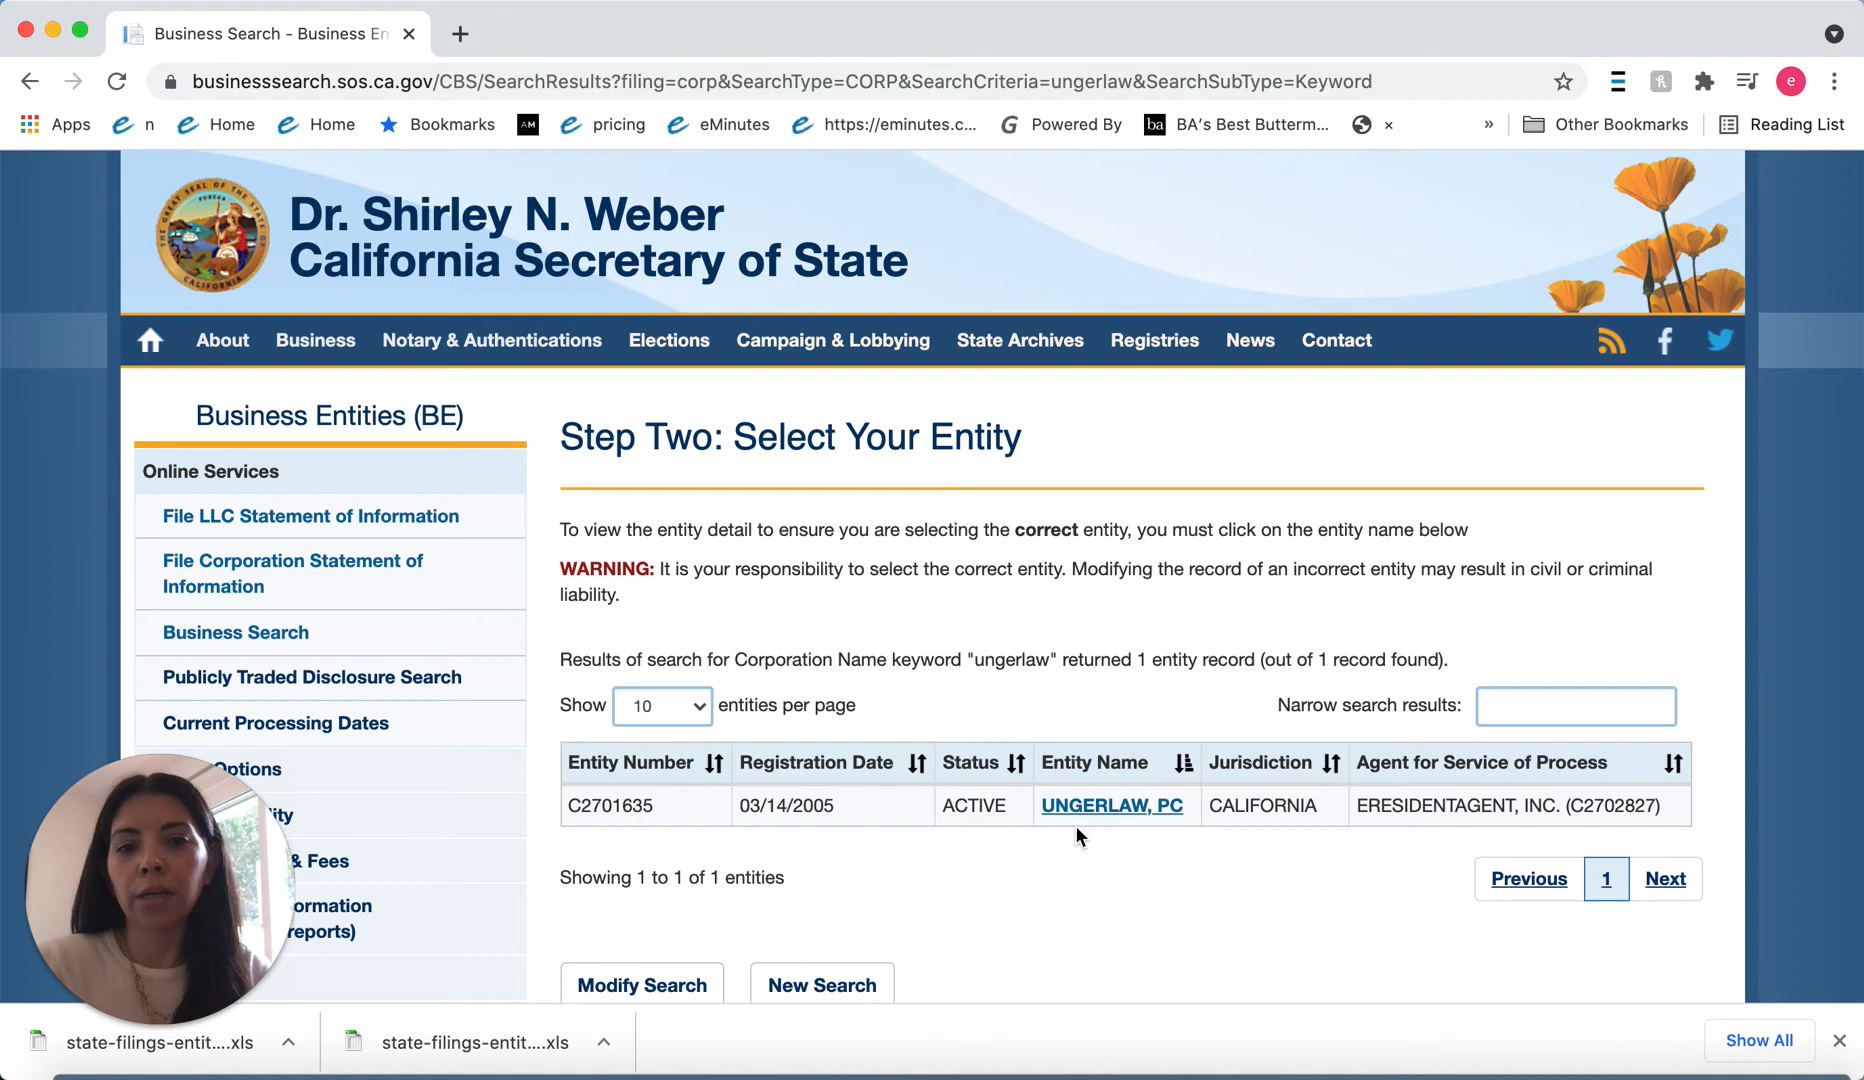 Business Search - Business En
businesssearch.sos.ca.gov/CBS/SearchResults?filing=corp&SearchType=CORP&SearchCriteria=ungerlaw&SearchSubType=Keyword
e
Apps n Home Home Bookmarks AM pricing eMinutes https://eminutes.c... Powered By ba BA's Best Butterm... × » Other Bookmarks Reading List
Dr. Shirley N. Weber
California Secretary of State
About Business Notary & Authentications Elections Campaign & Lobbying State Archives Registries News Contact
Business Entities (BE)
Online Services
File LLC Statement of Information
File Corporation Statement of
Information
Business Search
Publicly Traded Disclosure Search
Current Processing Dates
Options
ity
& Fees
ormation
reports)
Step Two: Select Your Entity
To view the entity detail to ensure you are selecting the correct entity, you must click on the entity name below
WARNING: It is your responsibility to select the correct entity. Modifying the record of an incorrect entity may result in civil or criminal
liability.
Results of search for Corporation Name keyword "ungerlaw" returned 1 entity record (out of 1 record found).
Show 10 entities per page Narrow search results:
Entity Number Registration Date Status Entity Name Jurisdiction Agent for Service of Process
C2701635 03/14/2005 ACTIVE UNGERLAW, PC CALIFORNIA ERESIDENTAGENT, INC. (C2702827)
Showing 1 to 1 of 1 entities Previous 1 Next
Modify Search New Search
state-filings-entit....xls state-filings-entit....xls Show All